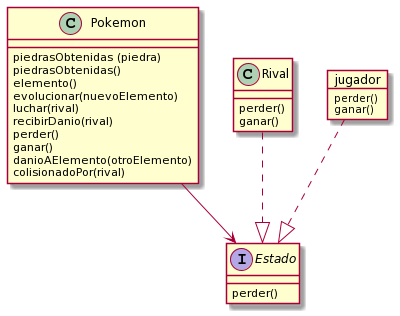 C Pokemon
piedrasObtenidas (piedra)
piedrasObtenidas()
elemento()
evolucionar(nuevoElemento)
luchar(rival)
recibirDanio(rival)
perder()
ganar()
danioAElemento(otroElemento)
colisionadoPor(rival)
C Rival
perder()
ganar()
jugador
perder()
ganar()
I Estado
perder()